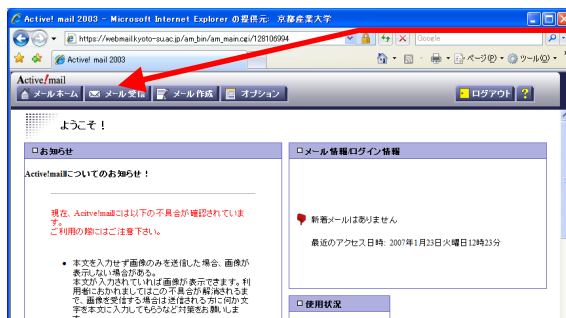 Active! mail 2003 - Microsoft Internet Explorer の提供元: 京都産業大学
https://webmail.kyoto-su.ac.jp/am_bin/am_main.cgi/128106994
Google
Active! mail 2003
ページ(P) ツール(O)
Active!mail
メールホーム メール受信 メール作成 オプション ログアウト ?
ようこそ！
お知らせ
メール情報/ログイン情報
Active!mailについてのお知らせ！
現在、Acitve!mailには以下の不具合が確認されていま
す。
ご利用の際にはご注意下さい。
• 本文を入力せず画像のみを送信した場合、画像が
表示しない場合がある。
本文が入力されていれば画像が表示できます。利
用者におかれましてはこの不具合が解消されるま
で、画像を受信する場合は送信される方に何か文
字を本文に入力してもらうなど対策をお願いしま
新着メールはありません
最近のアクセス日時: 2007年1月23日火曜日12時23分
使用状況